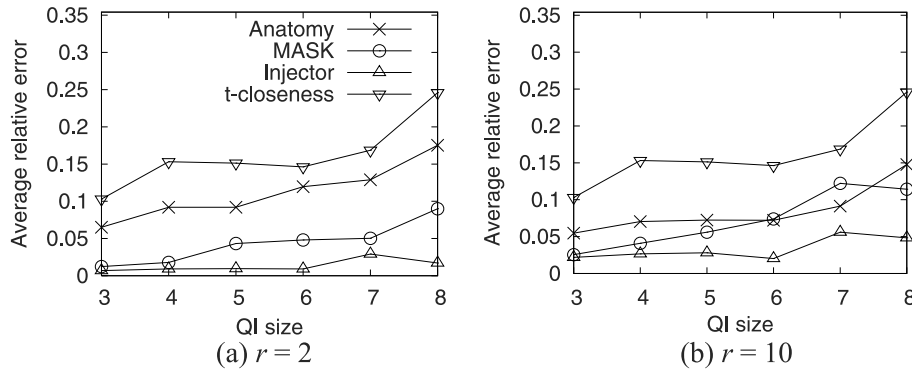 0.35
0.3
0.25
0.2
0.15
0.1
0.05
0
Average relative error
Anatomy
MASK
Injector
t-closeness
3 4 5 6 7 8
QI size
(a) r = 2
0.35
0.3
0.25
0.2
0.15
0.1
0.05
0
Average relative error
3 4 5 6 7 8
QI size
(b) r = 10